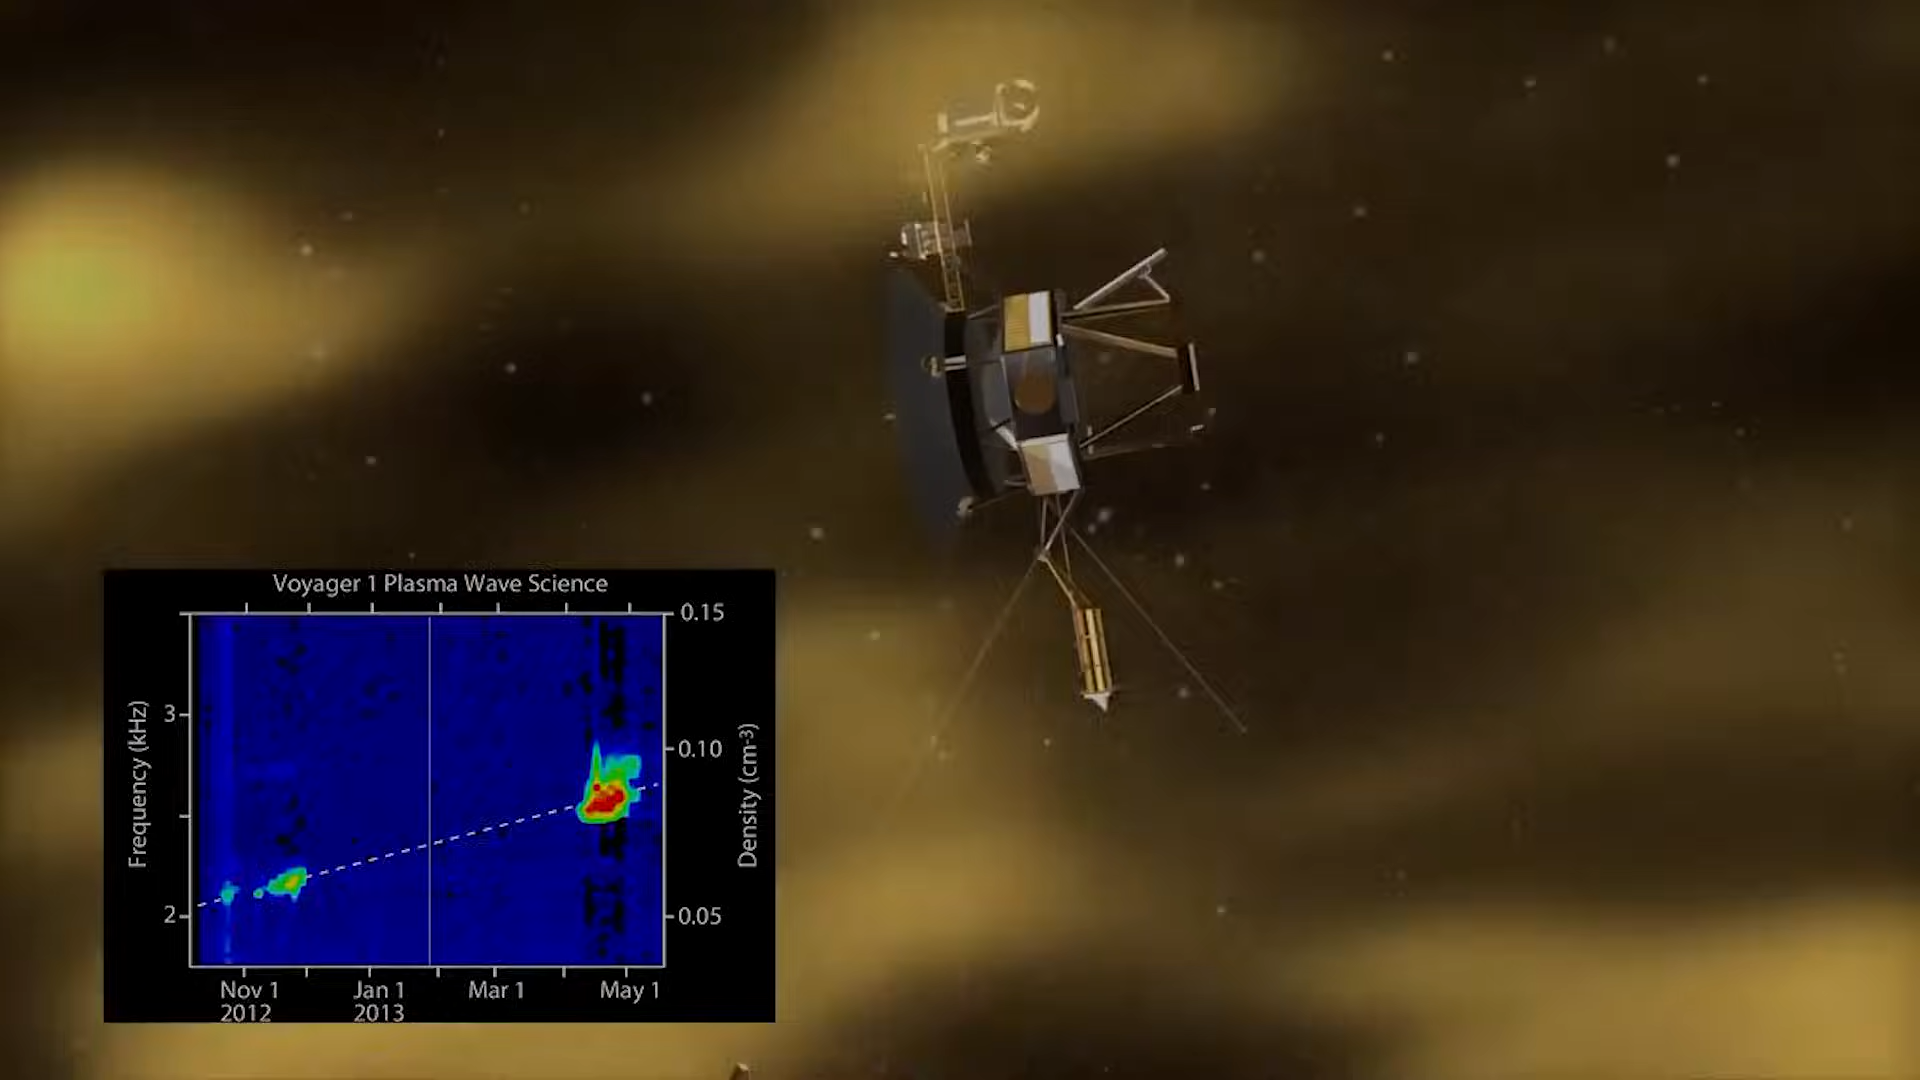 Voyager 1 Plasma Wave Science
0.15
3
0.10
Frequency (kHz)
Density (cm-3)
2
0.05
Nov 1 Jan 1 Mar 1 May 1
2012 2013